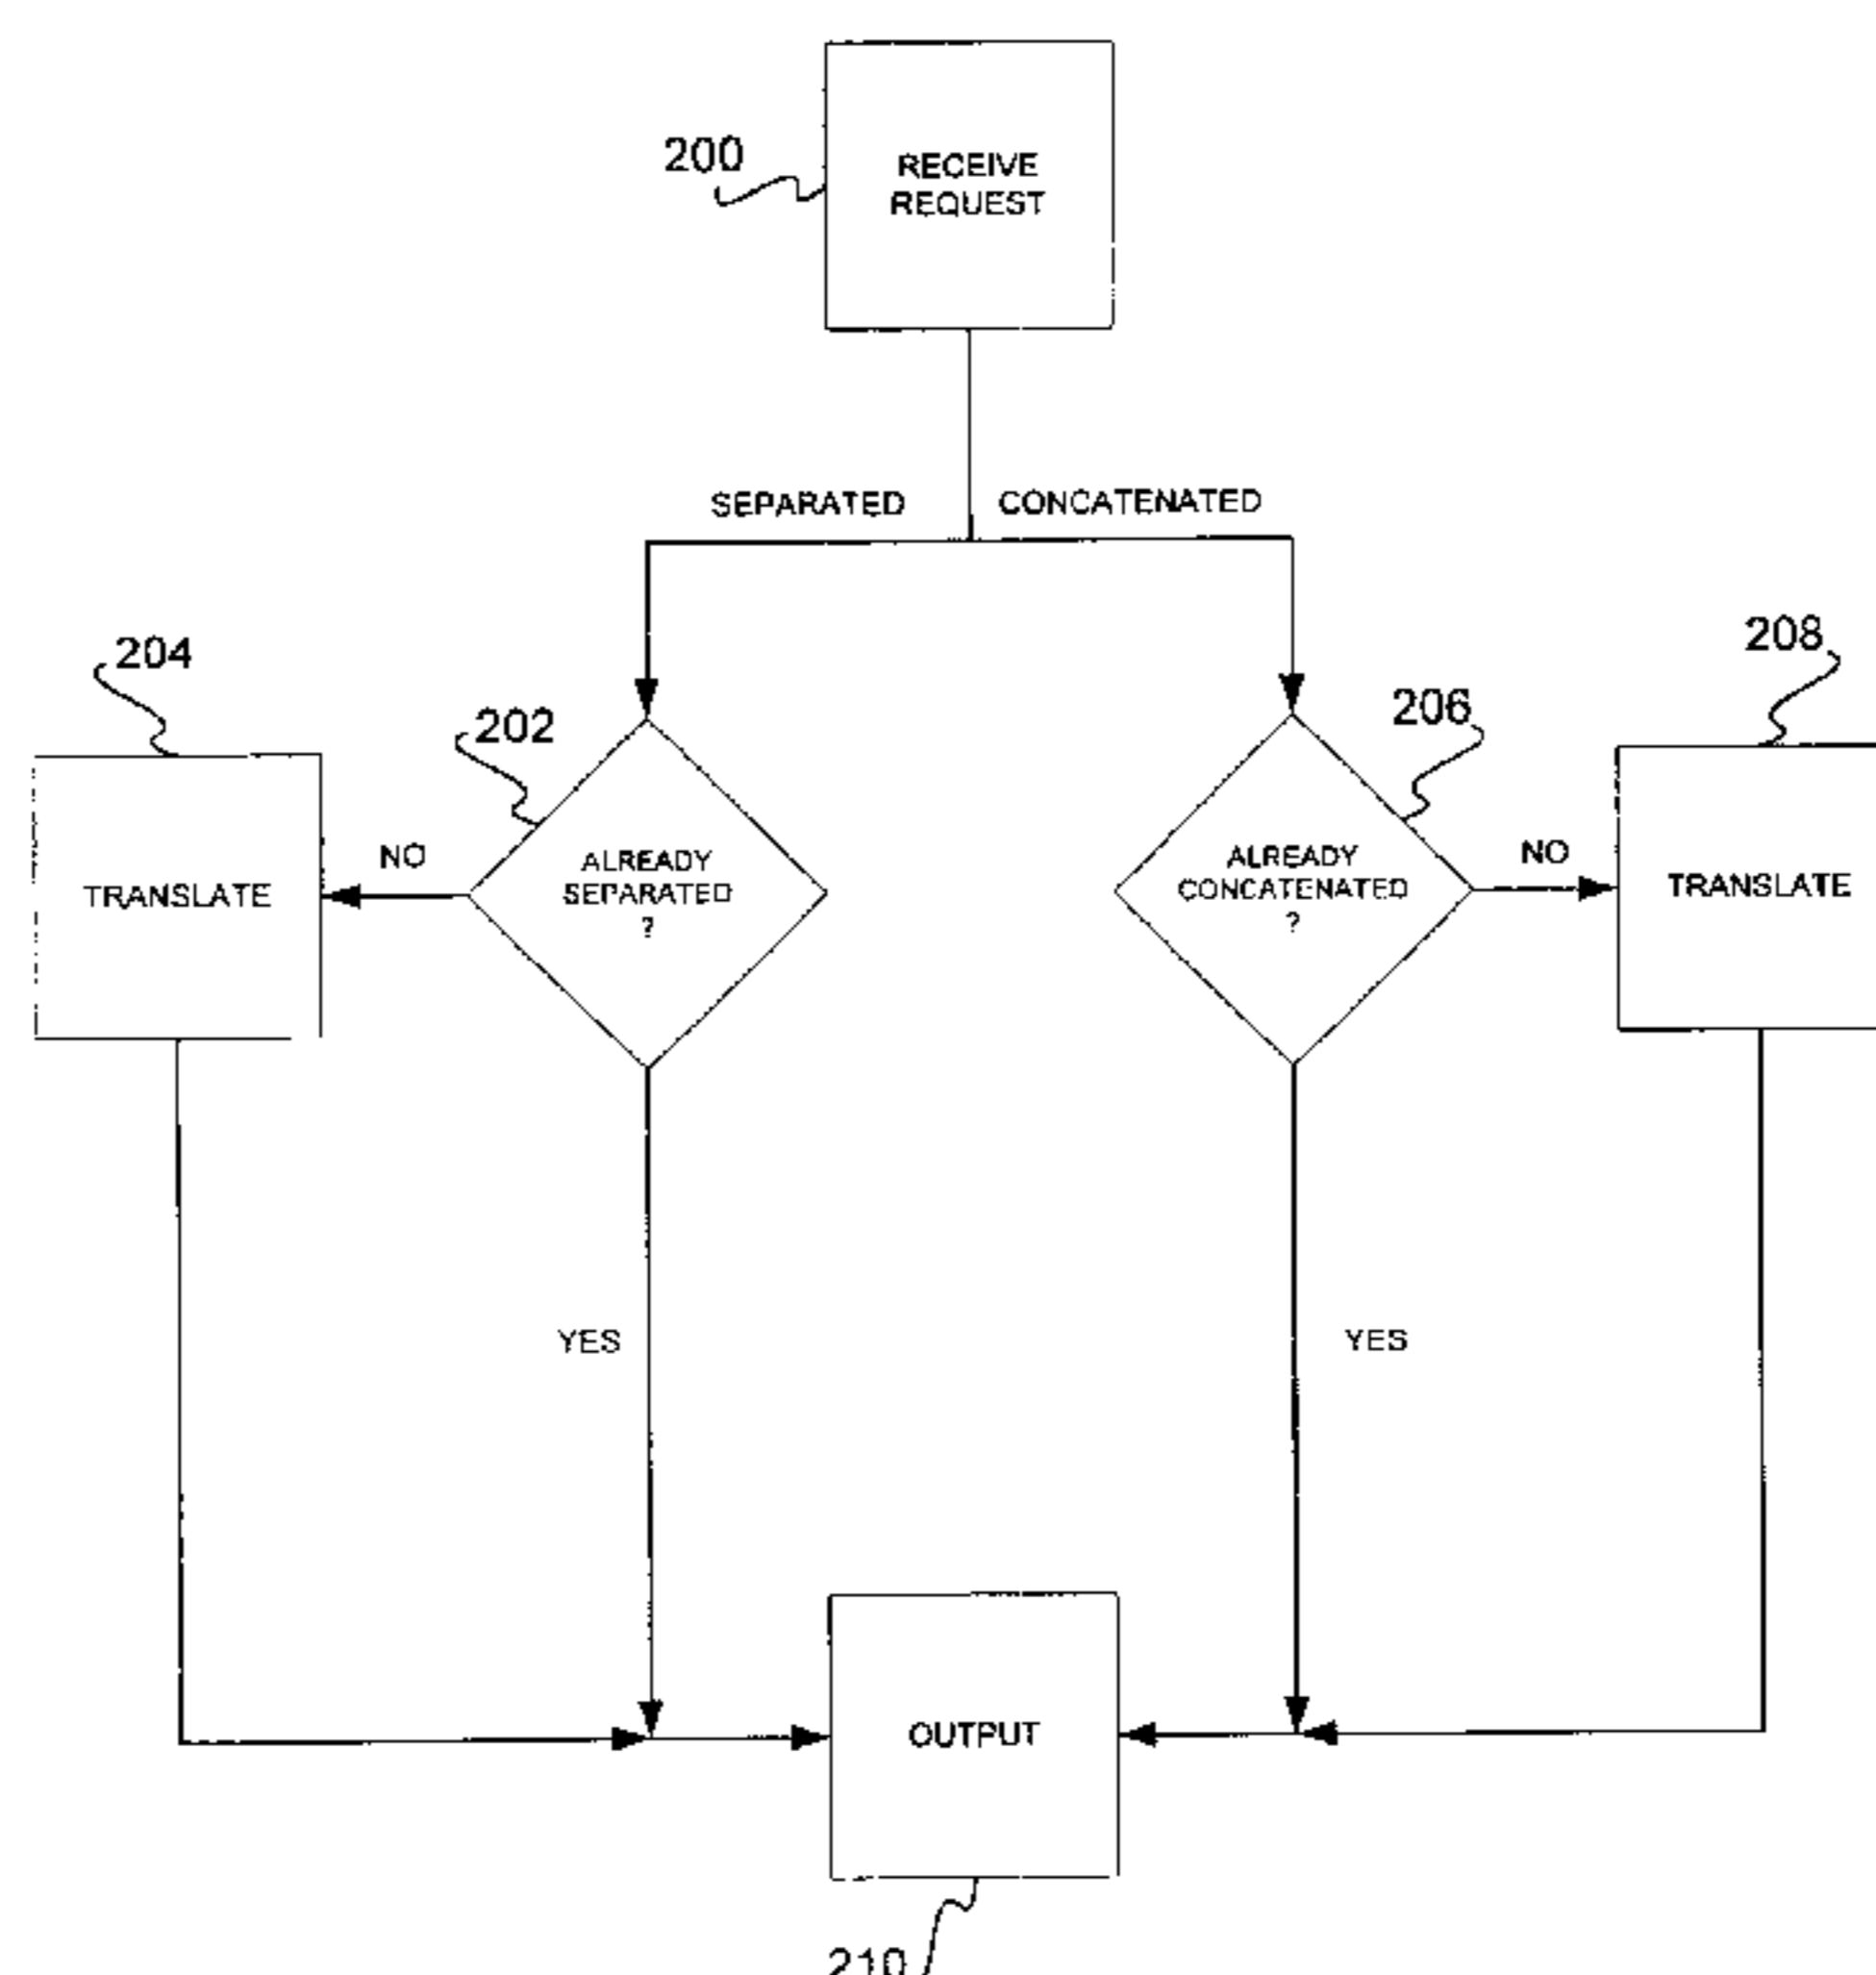 200
RECEIVE
REQUEST
SEPARATED
CONCATENATED
204
202
206
208
TRANSLATE
NO
ALREADY
SEPARATED
?
ALREADY
CONCATENATED
?
NO
TRANSLATE
YES
YES
OUTPUT
210